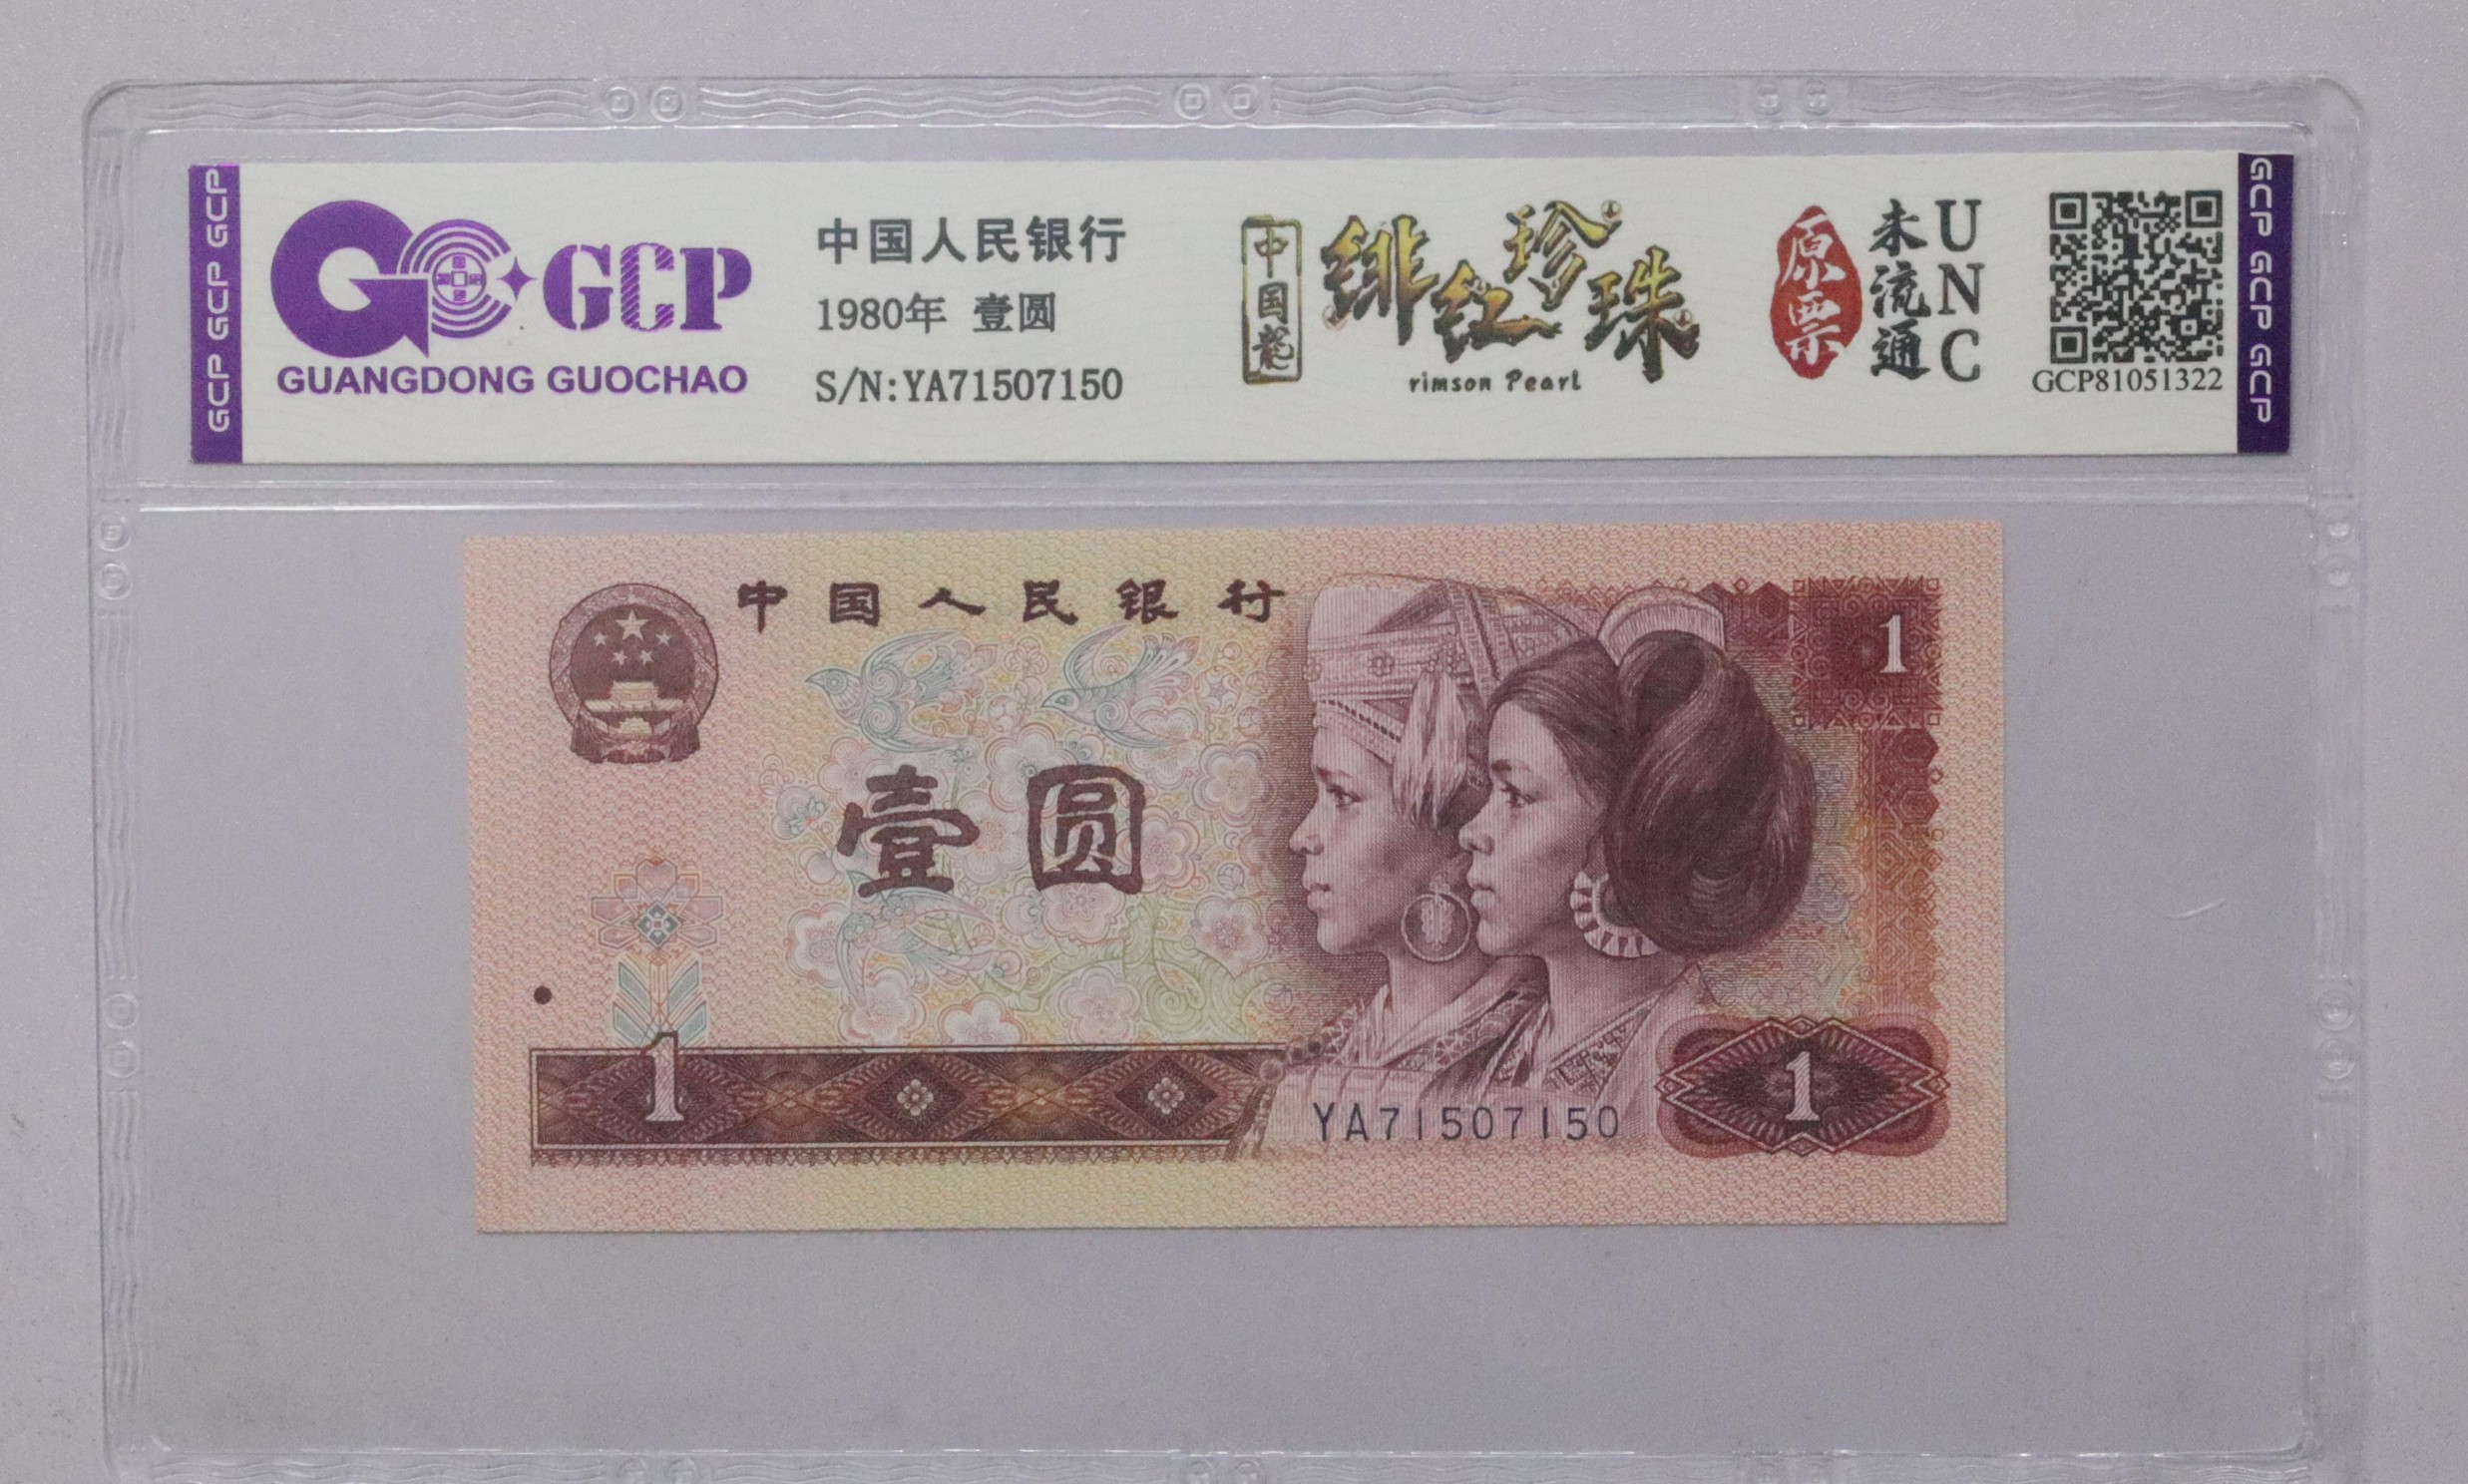 GCP GCP GCP
GCP
GUANGDONG GUOCHAO
中国人民银行
1980年 壹圆
S/N:YA71507150
中国龍
绯红珍珠
rimson Pearl
原票
未流通
UNC
GCP81051322
GCP GCP GCP
中国人民银行
1
壹圆
1
YA71507150
1